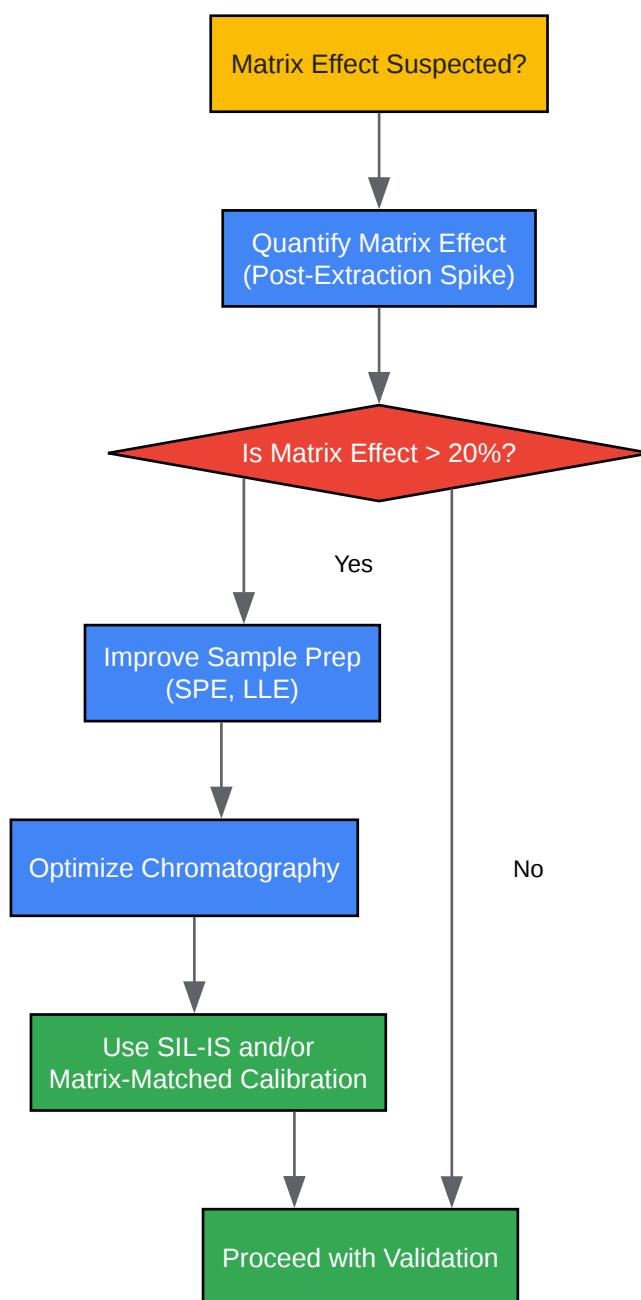 Matrix Effect Suspected?
Quantify Matrix Effect
(Post-Extraction Spike)
Is Matrix Effect > 20%?
Yes
Improve Sample Prep
(SPE, LLE)
Optimize Chromatography
No
Use SIL-IS and/or
Matrix-Matched Calibration
Proceed with Validation